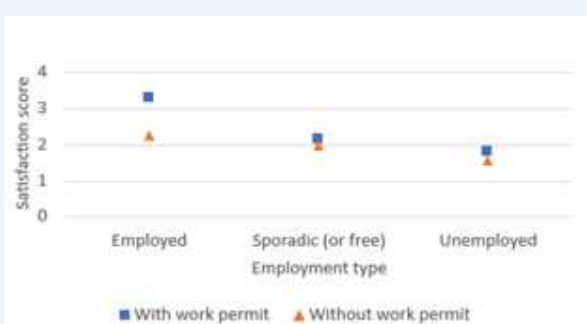 4
3
2
1
0
Satisfaction score
Employed Sporadic (or free) Unemployed
Employment type
With work permit Without work permit